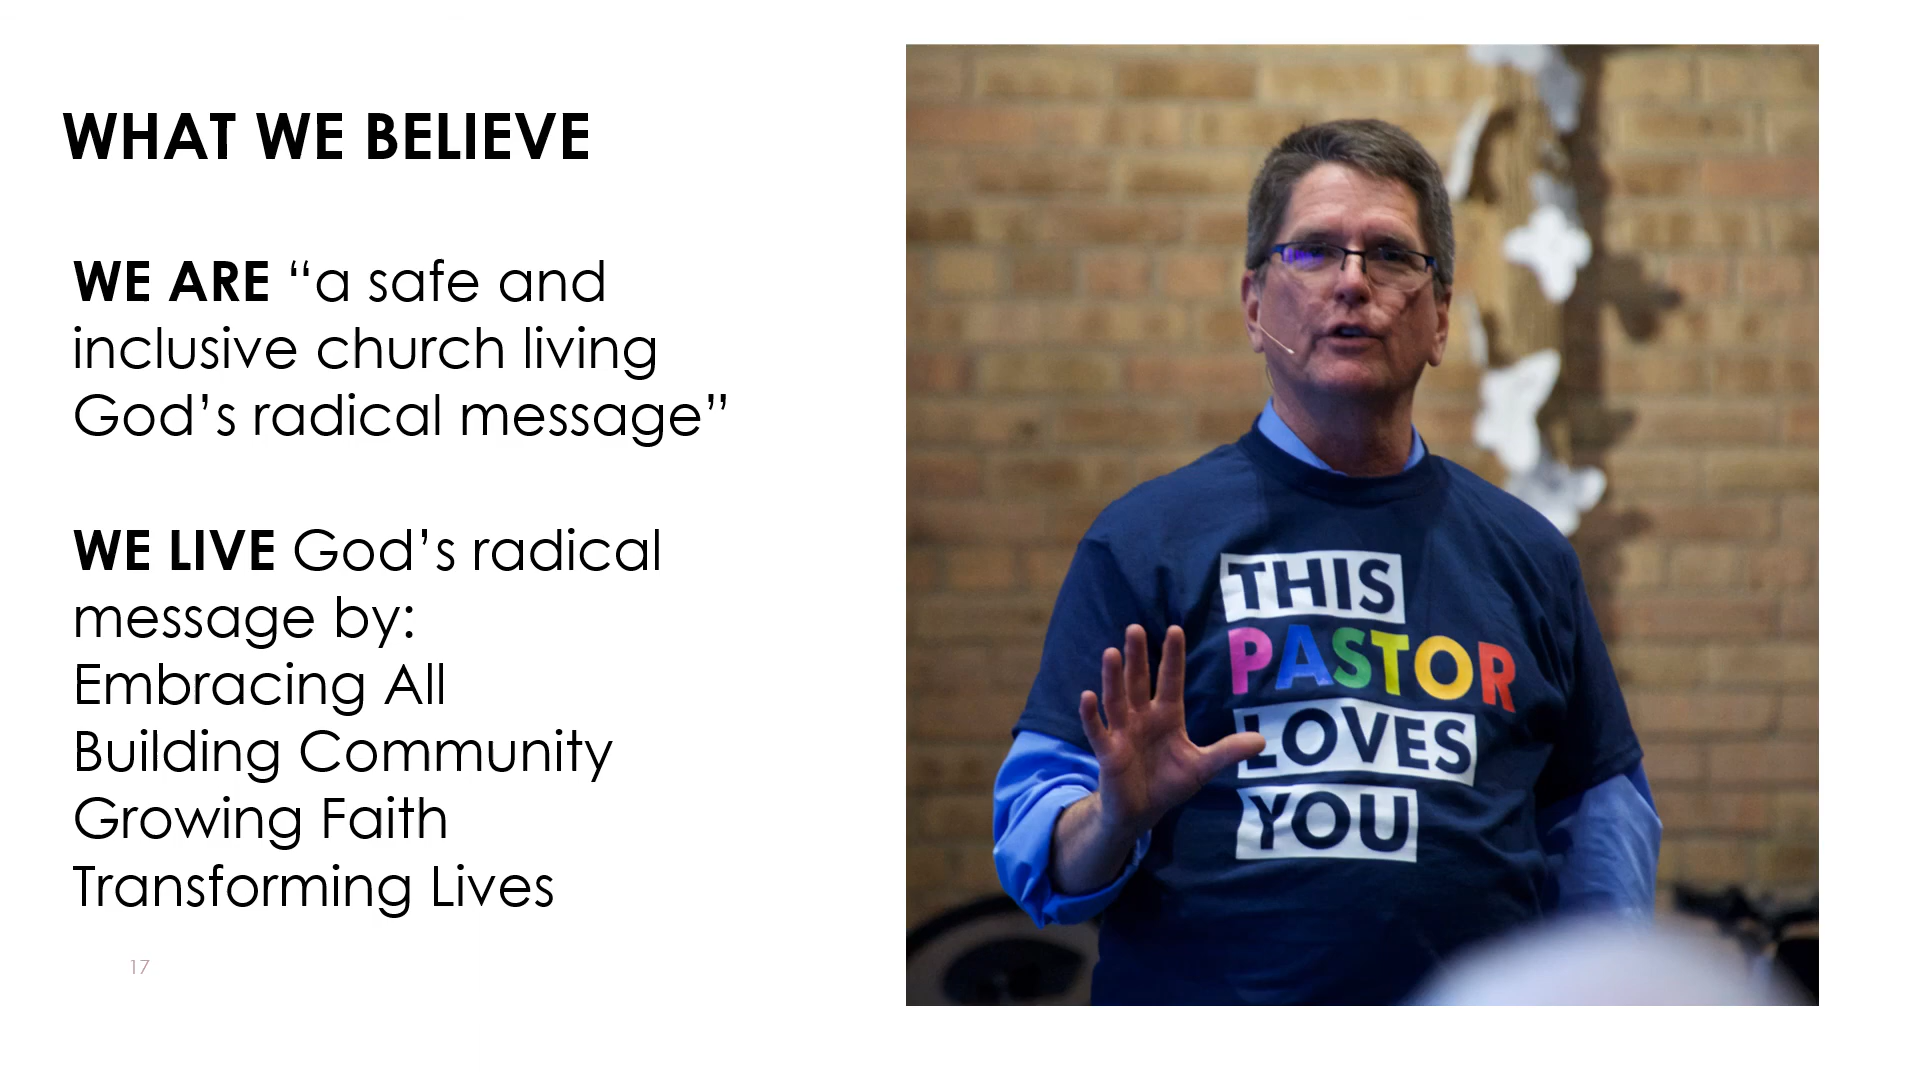 WHAT WE BELIEVE
WE ARE “a safe and
inclusive church living
God’s radical message”
WE LIVE God’s radical
message by:
Embracing All
Building Community
Growing Faith
Transforming Lives
17
THIS
PASTOR
LOVES
YOU